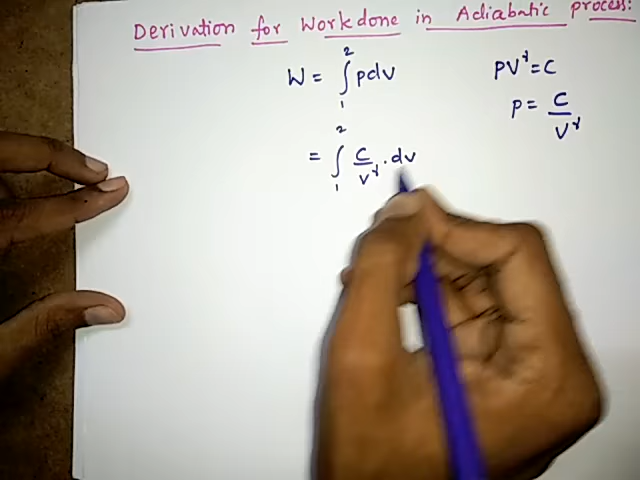 Derivation for Workdone in Adiabatic process:
W = ∫₁² pdv
PV^γ = C
P = C/V^γ
= ∫₁² C/V^γ . dv